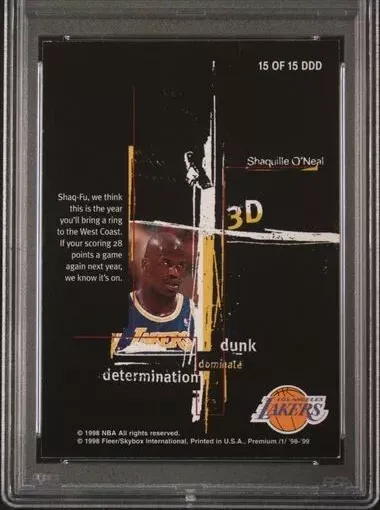 15 OF 15 DDD
Shaquille O'Neal
3D
Shaq-Fu, we think
this is the year
you'll bring a ring
to the West Coast.
If your scoring 28
points a game
again next year,
we know it's on.
LAKERS
dunk
dominate
determination
LOS ANGELES
LAKERS
© 1998 NBA All rights reserved.
© 1998 Fleer/Skybox International, Printed in U.S.A., Premium /1/ '98-'99